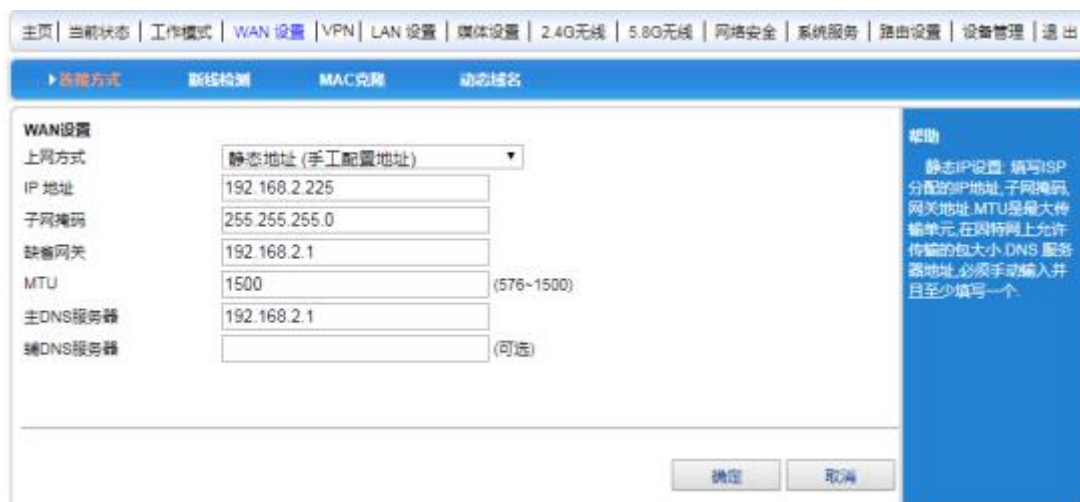 主页 | 当前状态 | 工作模式 | WAN 设置 | VPN | LAN 设置 | 媒体设置 | 2.4G无线 | 5.8G无线 | 网络安全 | 系统服务 | 路由设置 | 设备管理 | 退 出
连接方式 断线检测 MAC克隆 动态域名
WAN设置
上网方式 静态地址 (手工配置地址)
IP 地址 192.168.2.225
子网掩码 255.255.255.0
缺省网关 192.168.2.1
MTU 1500 (576~1500)
主DNS服务器 192.168.2.1
辅DNS服务器 (可选)
确定 取消
帮助
静态IP设置: 填写ISP
分配的IP地址,子网掩码,
网关地址.MTU是最大传
输单元,在因特网上允许
传输的包大小.DNS 服务
器地址,必须手动输入并
且至少填写一个.